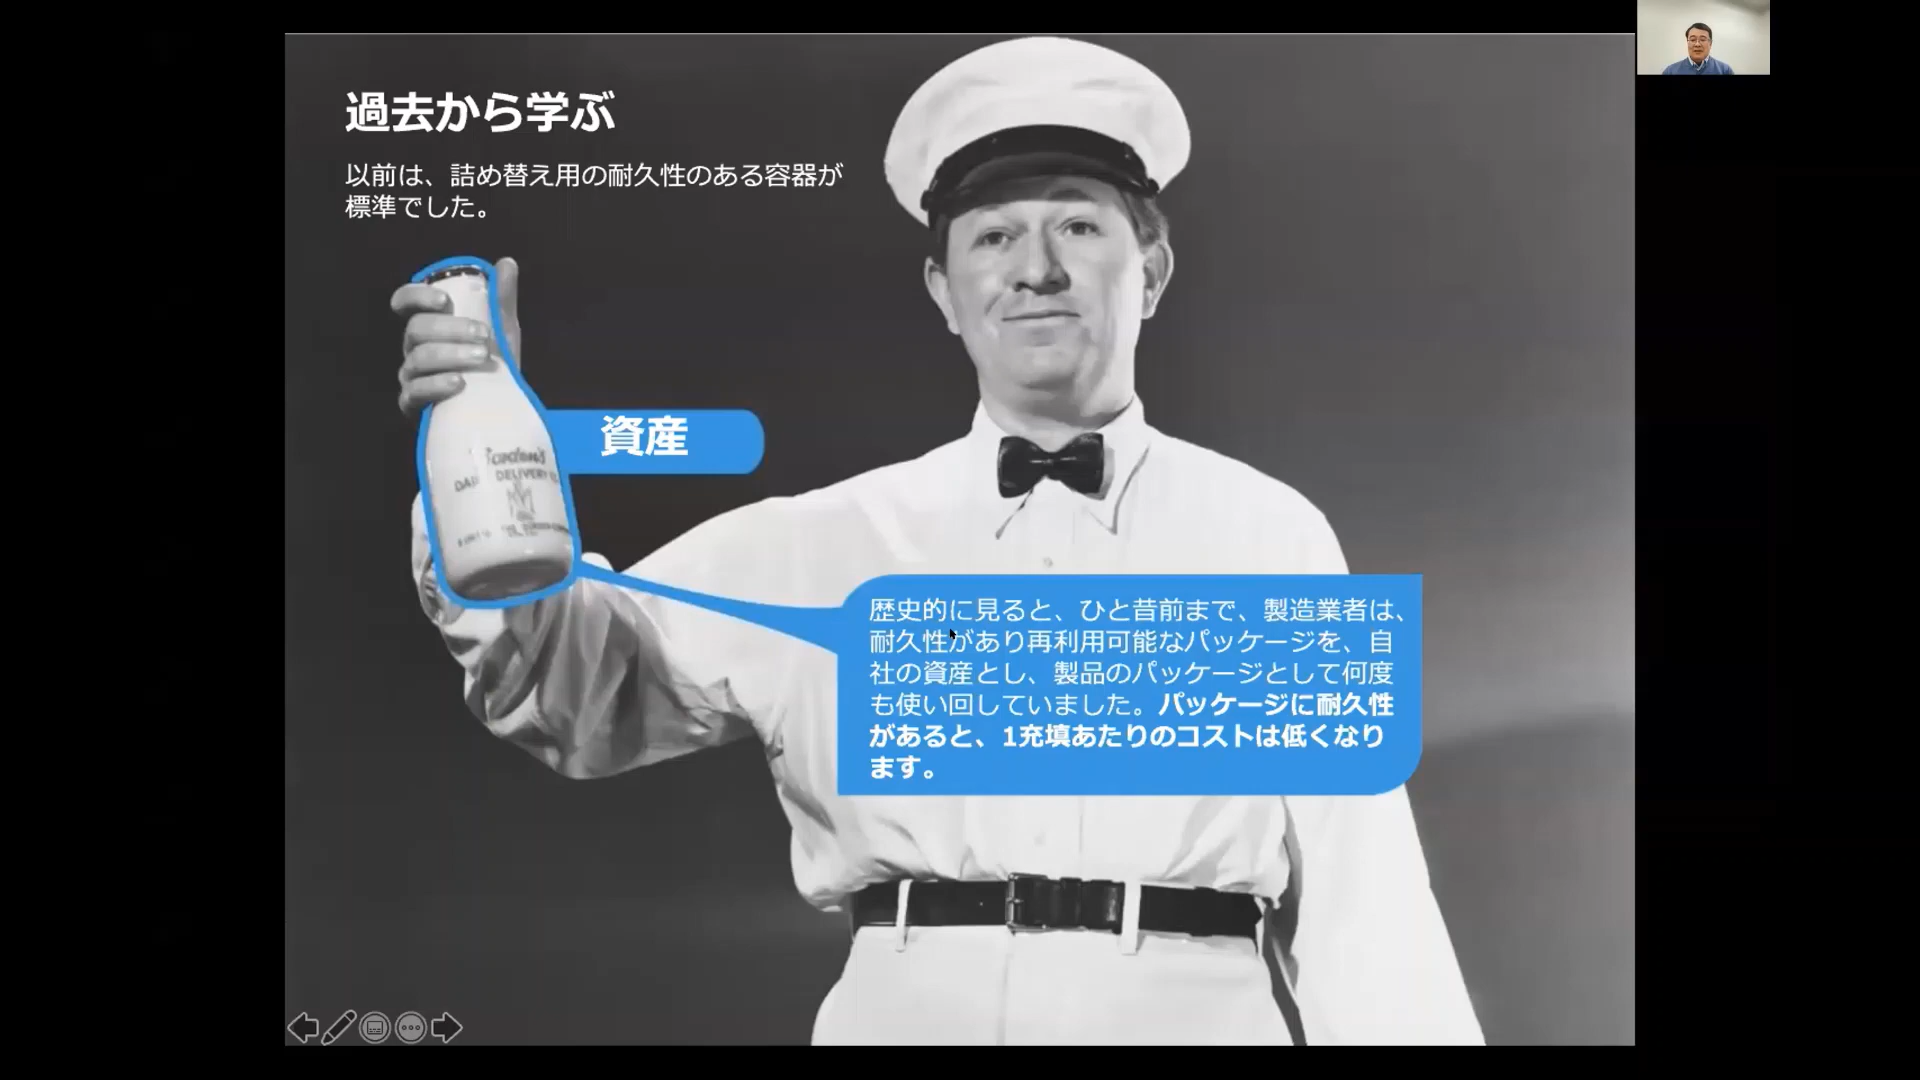 過去から学ぶ
以前は、詰め替え用の耐久性のある容器が
標準でした。
資産
DELIVERY
歴史的に見ると、ひと昔前まで、製造業者は、
耐久性があり再利用可能なパッケージを、自
社の資産とし、製品のパッケージとして何度
も使い回していました。パッケージに耐久性
があると、1充填あたりのコストは低くなり
ます。